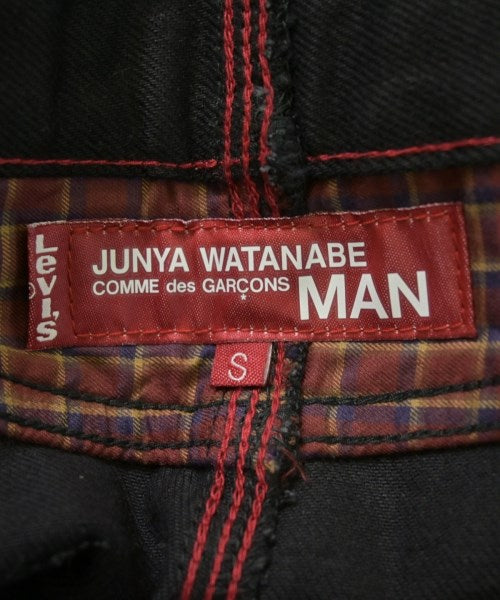 Levi's
®
JUNYA WATANABE
COMME des GARÇONS MAN
*
S